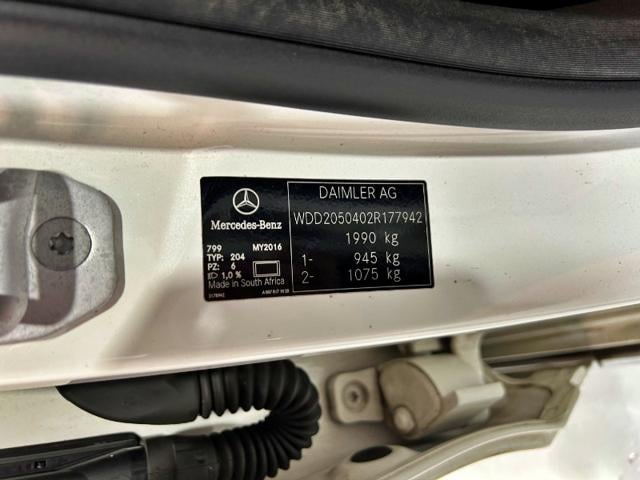 Mercedes-Benz
799 MY2016
TYP: 204
PZ: 6
1,0 %
Made in South Africa
DAIMLER AG
WDD2050402R177942
1990 kg
1- 945 kg
2- 1075 kg